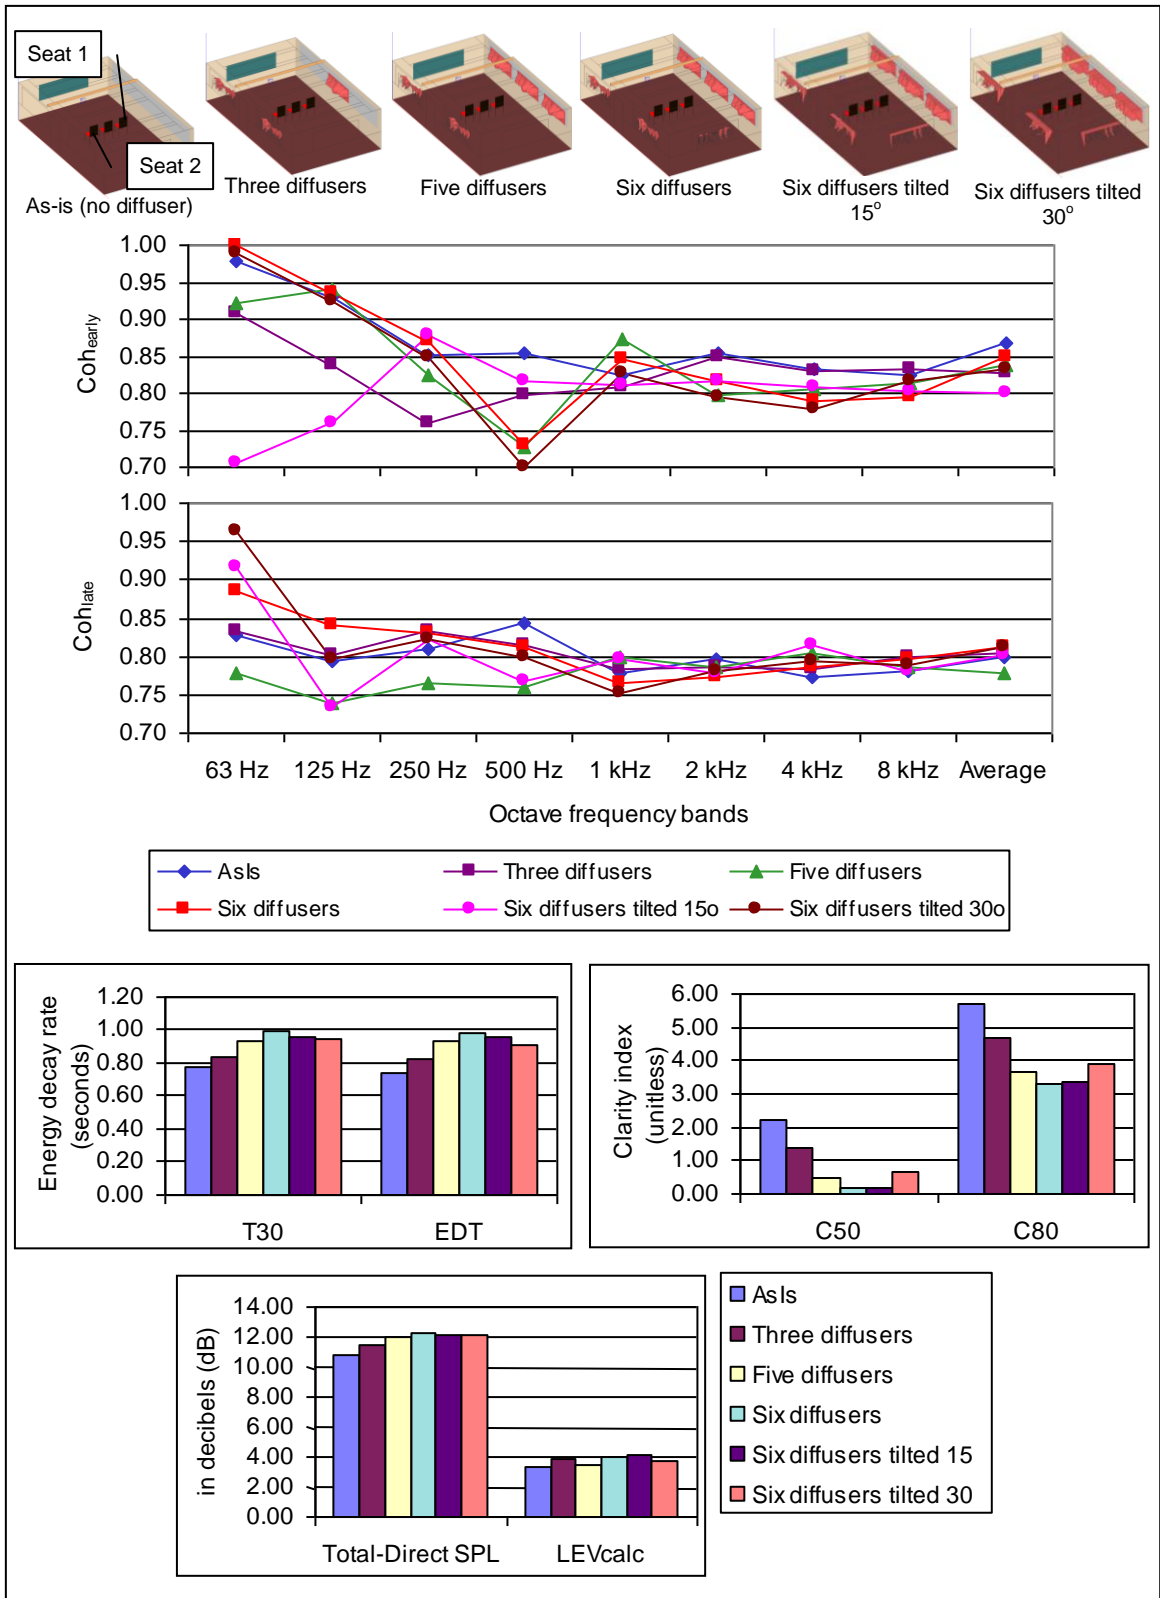 Seat 1
Seat 2
As-is (no diffuser)
Three diffusers
Five diffusers
Six diffusers
Six diffusers tilted
15o
Six diffusers tilted
30o
Cohearly
1.00
0.95
0.90
0.85
0.80
0.75
0.70
Cohlate
1.00
0.95
0.90
0.85
0.80
0.75
0.70
63 Hz 125 Hz 250 Hz 500 Hz 1 kHz 2 kHz 4 kHz 8 kHz Average
Octave frequency bands
AsIs Three diffusers Five diffusers
Six diffusers Six diffusers tilted 15o Six diffusers tilted 30o
Energy decay rate
(seconds)
1.20
1.00
0.80
0.60
0.40
0.20
0.00
T30 EDT
Clarity index
(unitless)
6.00
5.00
4.00
3.00
2.00
1.00
0.00
C50 C80
in decibels (dB)
14.00
12.00
10.00
8.00
6.00
4.00
2.00
0.00
Total-Direct SPL LEVcalc
AsIs
Three diffusers
Five diffusers
Six diffusers
Six diffusers tilted 15
Six diffusers tilted 30